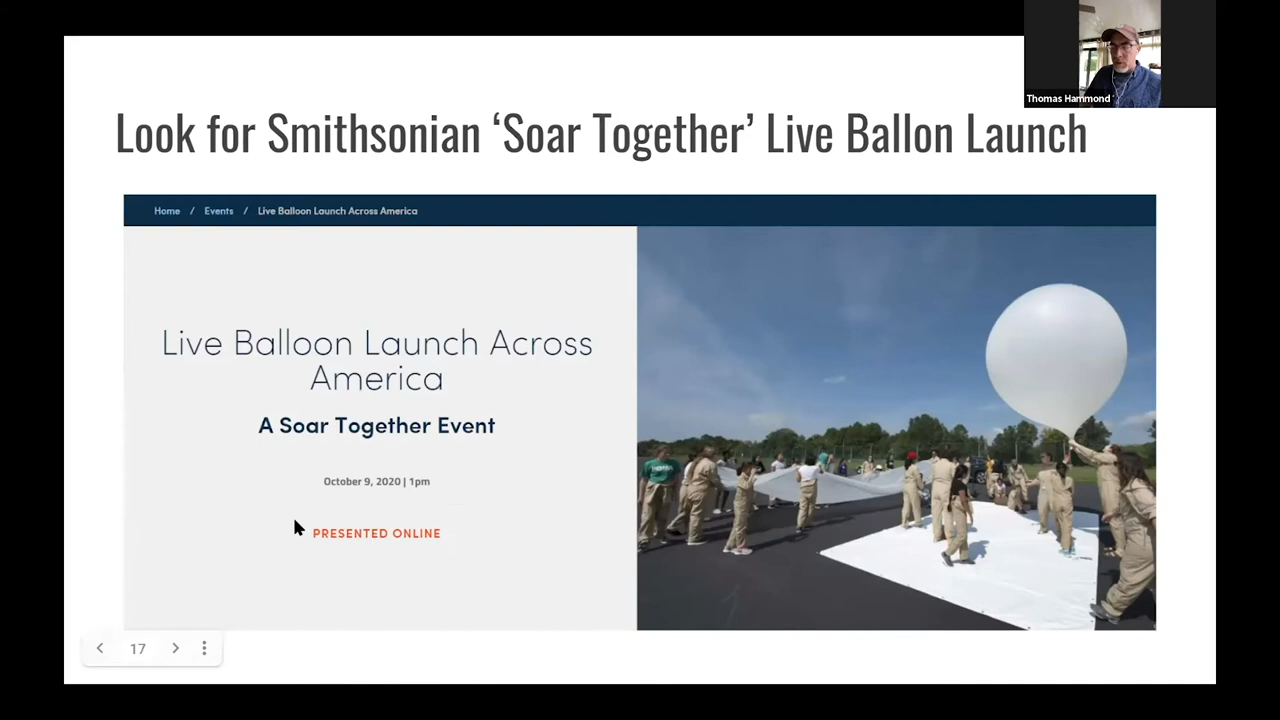 Thomas Hammond
Look for Smithsonian ‘Soar Together’ Live Ballon Launch
Home / Events / Live Balloon Launch Across America
Live Balloon Launch Across
America
A Soar Together Event
October 9, 2020 | 1pm
PRESENTED ONLINE
17